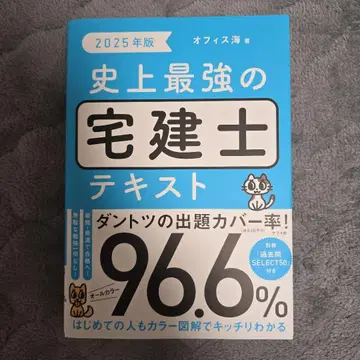 2025年版
オフィス海 著
史上最強の
宅建士
テキスト
ダントツの出題カバー率!
96.6%
オールカラー
別冊
「過去問
SELECT50」
付き
はじめての人もカラー図解でキッチリわかる